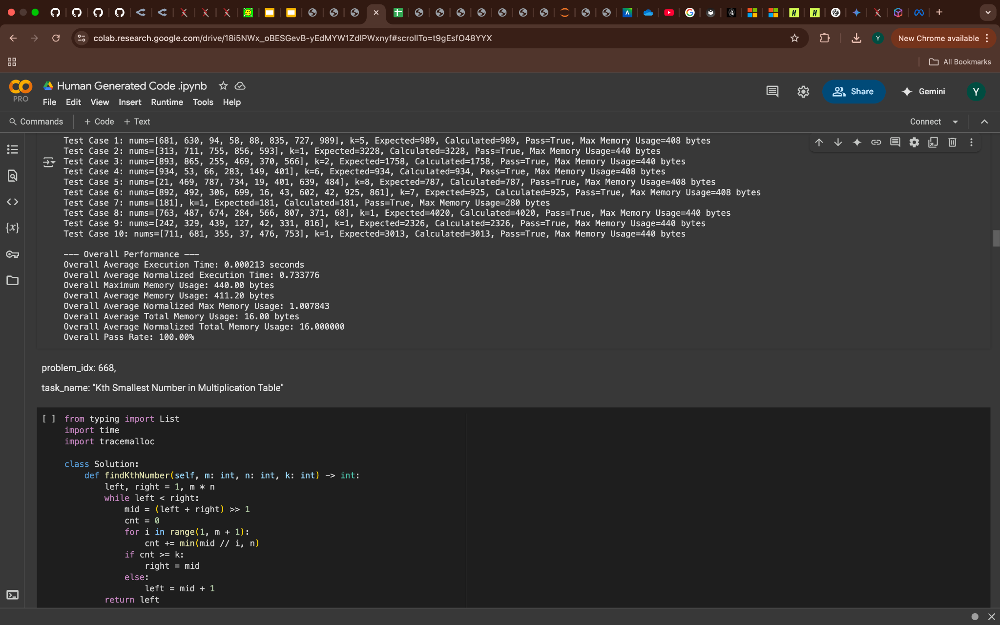 colab.research.google.com/drive/18i5NWx_oBESGevB-yEdMYW1ZdlPWxnyf#scrollTo=t9gEsfO48YYX
Y
New Chrome available
All Bookmarks
CO
PRO
Human Generated Code .ipynb
File Edit View Insert Runtime Tools Help
Share
Gemini
Y
Commands
+ Code + Text
Connect
Test Case 1: nums=[681, 630, 94, 58, 88, 835, 727, 989], k=5, Expected=989, Calculated=989, Pass=True, Max Memory Usage=408 bytes
Test Case 2: nums=[313, 711, 755, 856, 593], k=1, Expected=3228, Calculated=3228, Pass=True, Max Memory Usage=440 bytes
Test Case 3: nums=[893, 865, 255, 469, 370, 566], k=2, Expected=1758, Calculated=1758, Pass=True, Max Memory Usage=440 bytes
Test Case 4: nums=[934, 53, 66, 283, 149, 401], k=6, Expected=934, Calculated=934, Pass=True, Max Memory Usage=408 bytes
Test Case 5: nums=[21, 469, 787, 734, 19, 401, 639, 484], k=8, Expected=787, Calculated=787, Pass=True, Max Memory Usage=408 bytes
Test Case 6: nums=[892, 492, 306, 699, 16, 43, 602, 42, 925, 861], k=7, Expected=925, Calculated=925, Pass=True, Max Memory Usage=408 bytes
Test Case 7: nums=[181], k=1, Expected=181, Calculated=181, Pass=True, Max Memory Usage=280 bytes
Test Case 8: nums=[763, 487, 674, 284, 566, 807, 371, 68], k=1, Expected=4020, Calculated=4020, Pass=True, Max Memory Usage=440 bytes
Test Case 9: nums=[242, 329, 439, 127, 42, 331, 816], k=1, Expected=2326, Calculated=2326, Pass=True, Max Memory Usage=440 bytes
Test Case 10: nums=[711, 681, 355, 37, 476, 753], k=1, Expected=3013, Calculated=3013, Pass=True, Max Memory Usage=440 bytes
--- Overall Performance ---
Overall Average Execution Time: 0.000213 seconds
Overall Average Normalized Execution Time: 0.733776
Overall Maximum Memory Usage: 440.00 bytes
Overall Average Memory Usage: 411.20 bytes
Overall Average Normalized Max Memory Usage: 1.007843
Overall Average Total Memory Usage: 16.00 bytes
Overall Average Normalized Total Memory Usage: 16.000000
Overall Pass Rate: 100.00%
problem_idx: 668,
task_name: "Kth Smallest Number in Multiplication Table"
[ ] from typing import List
import time
import tracemalloc
class Solution:
def findKthNumber(self, m: int, n: int, k: int) -> int:
left, right = 1, m * n
while left < right:
mid = (left + right) >> 1
cnt = 0
for i in range(1, m + 1):
cnt += min(mid // i, n)
if cnt >= k:
right = mid
else:
left = mid + 1
return left